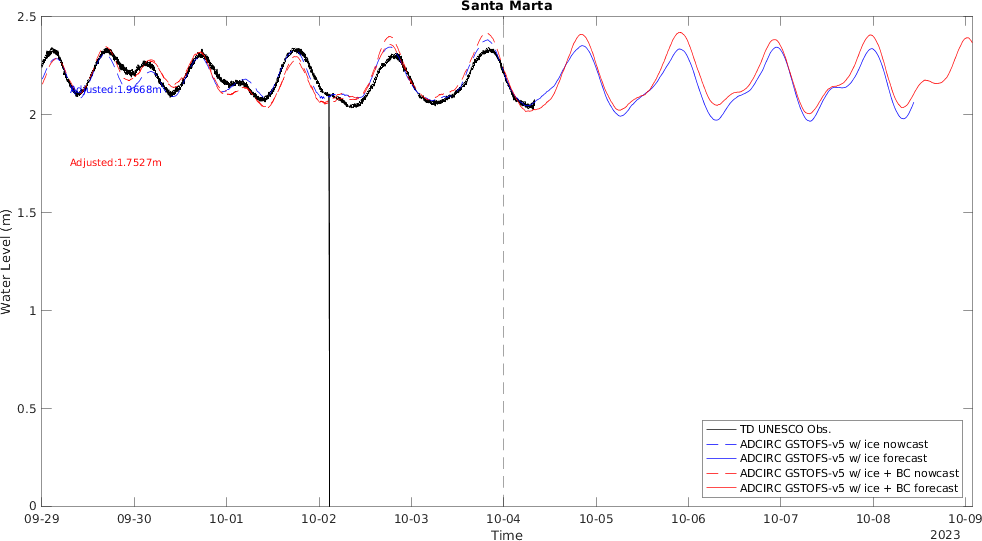 Santa Marta
2.5
2
1.5
1
0.5
0
Water Level (m)
Adjusted:1.9668m
Adjusted:1.7527m
TD UNESCO Obs.
ADCIRC GSTOFS-v5 w/ ice nowcast
ADCIRC GSTOFS-v5 w/ ice forecast
ADCIRC GSTOFS-v5 w/ ice + BC nowcast
ADCIRC GSTOFS-v5 w/ ice + BC forecast
09-29 09-30 10-01 10-02 10-03 10-04 10-05 10-06 10-07 10-08 10-09
Time
2023